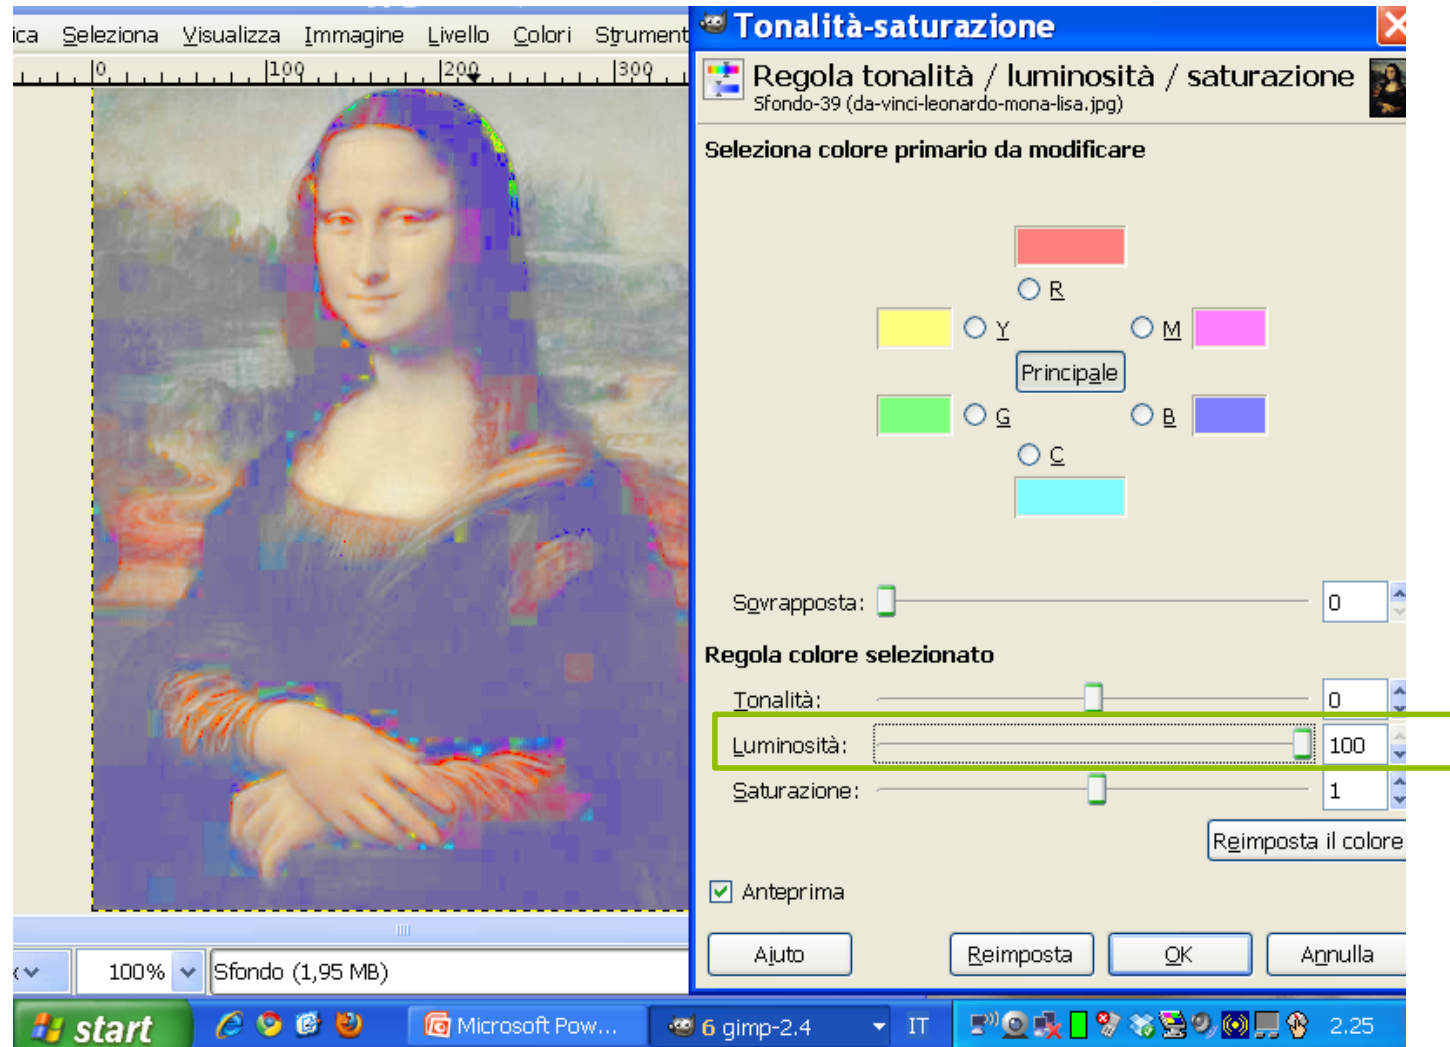 ica Seleziona Visualizza Immagine Livello Colori Strument
0 100 200 300
Tonalità-saturazione
Regola tonalità / luminosità / saturazione
Sfondo-39 (da-vinci-leonardo-mona-lisa.jpg)
Seleziona colore primario da modificare
R
Y M
Principale
G B
C
Sovrapposta: 0
Regola colore selezionato
Tonalità: 0
Luminosità: 100
Saturazione: 1
Reimposta il colore
Anteprima
Aiuto Reimposta OK Annulla
100% Sfondo (1,95 MB)
start Microsoft Pow... 6 gimp-2.4 IT 2.25